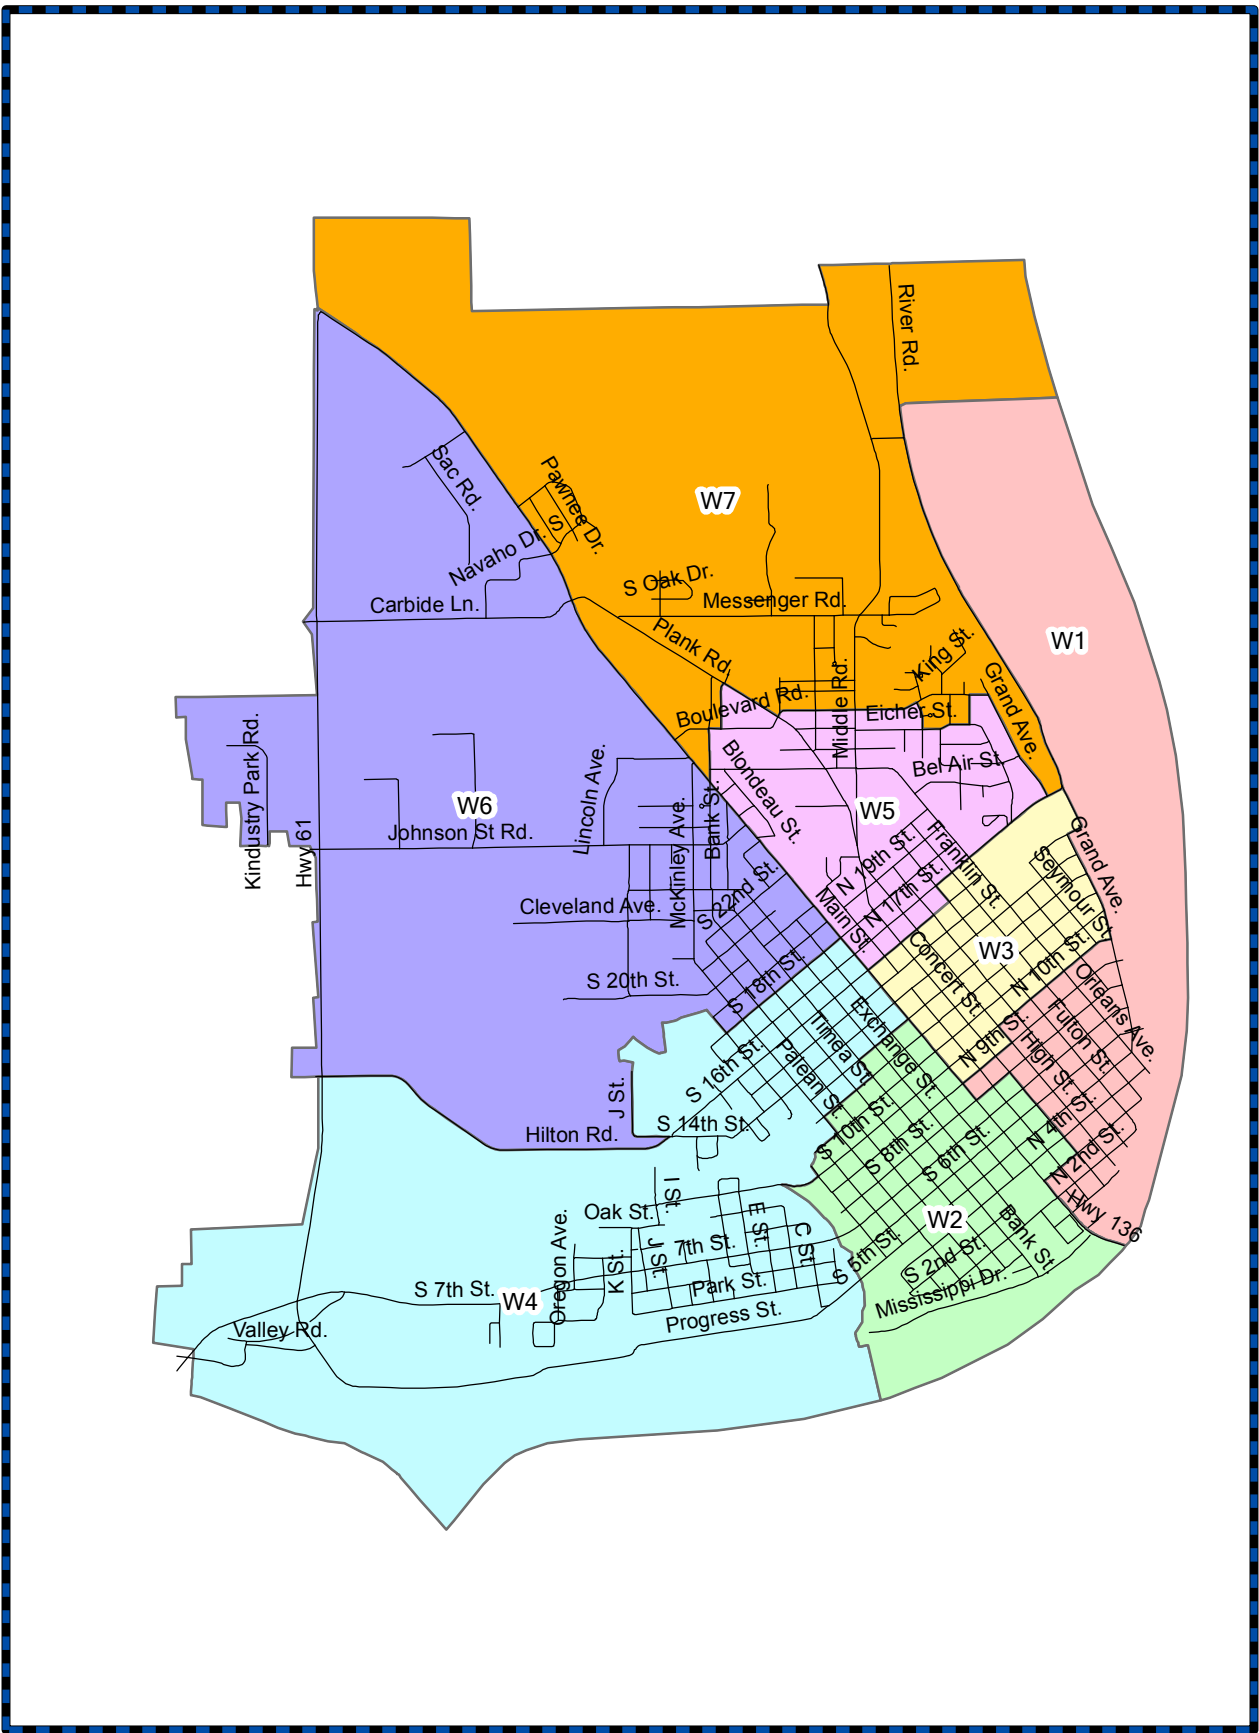 River Rd.
Sac Rd.
Pawnee Dr.
S
W7
Navaho Dr.
S Oak Dr.
Carbide Ln.
Messenger Rd.
Plank Rd.
King St.
W1
Grand Ave.
Middle Rd.
Boulevard Rd.
Eicher St.
Kindustry Park Rd.
Blondeau St.
Bel Air St.
Lincoln Ave.
W6
W5
Hwy 61
Johnson St Rd.
McKinley Ave.
Bank St.
N 19th St.
Franklin St.
Grand Ave.
Seymour St.
S 22nd St.
N 17th St.
Cleveland Ave.
Main St.
Concert St.
W3
N 10th St.
S 20th St.
S 18th St.
Orleans Ave.
Exchange St.
Timea St.
Fulton St.
N 9th St.
High St.
S 16th St.
Palean St.
J St.
S 14th St.
Hilton Rd.
S 10th St.
S 8th St.
S 6th St.
N 4th St.
N 2nd St.
I St.
Oak St.
E St.
C St.
W2
Bank St.
Hwy 136
Oregon Ave.
K St.
J St.
7th St.
S 5th St.
S 2nd St.
S 7th St.
W4
Park St.
Mississippi Dr.
Valley Rd.
Progress St.